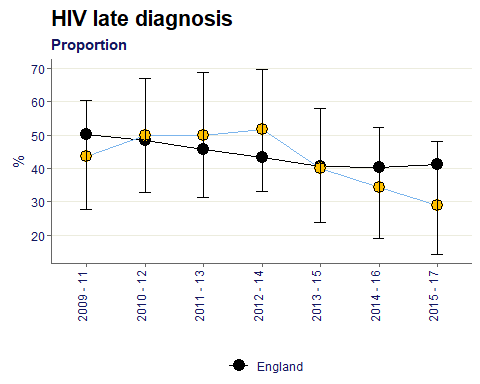 HIV late diagnosis
Proportion
70
60
50
40
30
20
%
2009 - 11
2010 - 12
2011 - 13
2012 - 14
2013 - 15
2014 - 16
2015 - 17
England